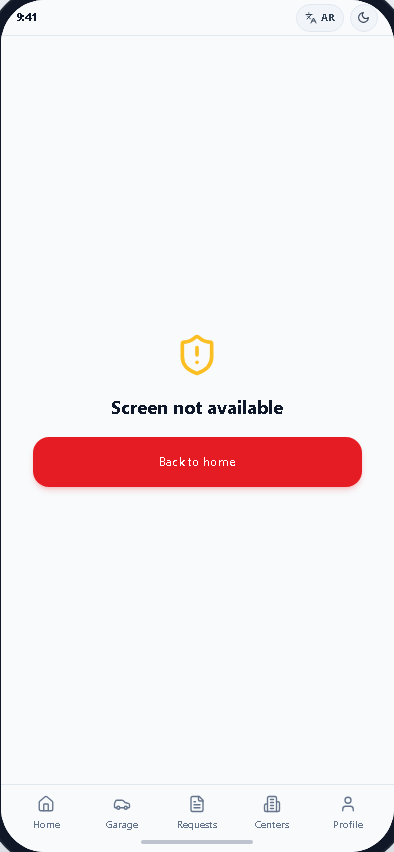 9:41
AR
Screen not available
Back to home
Home
Garage
Requests
Centers
Profile